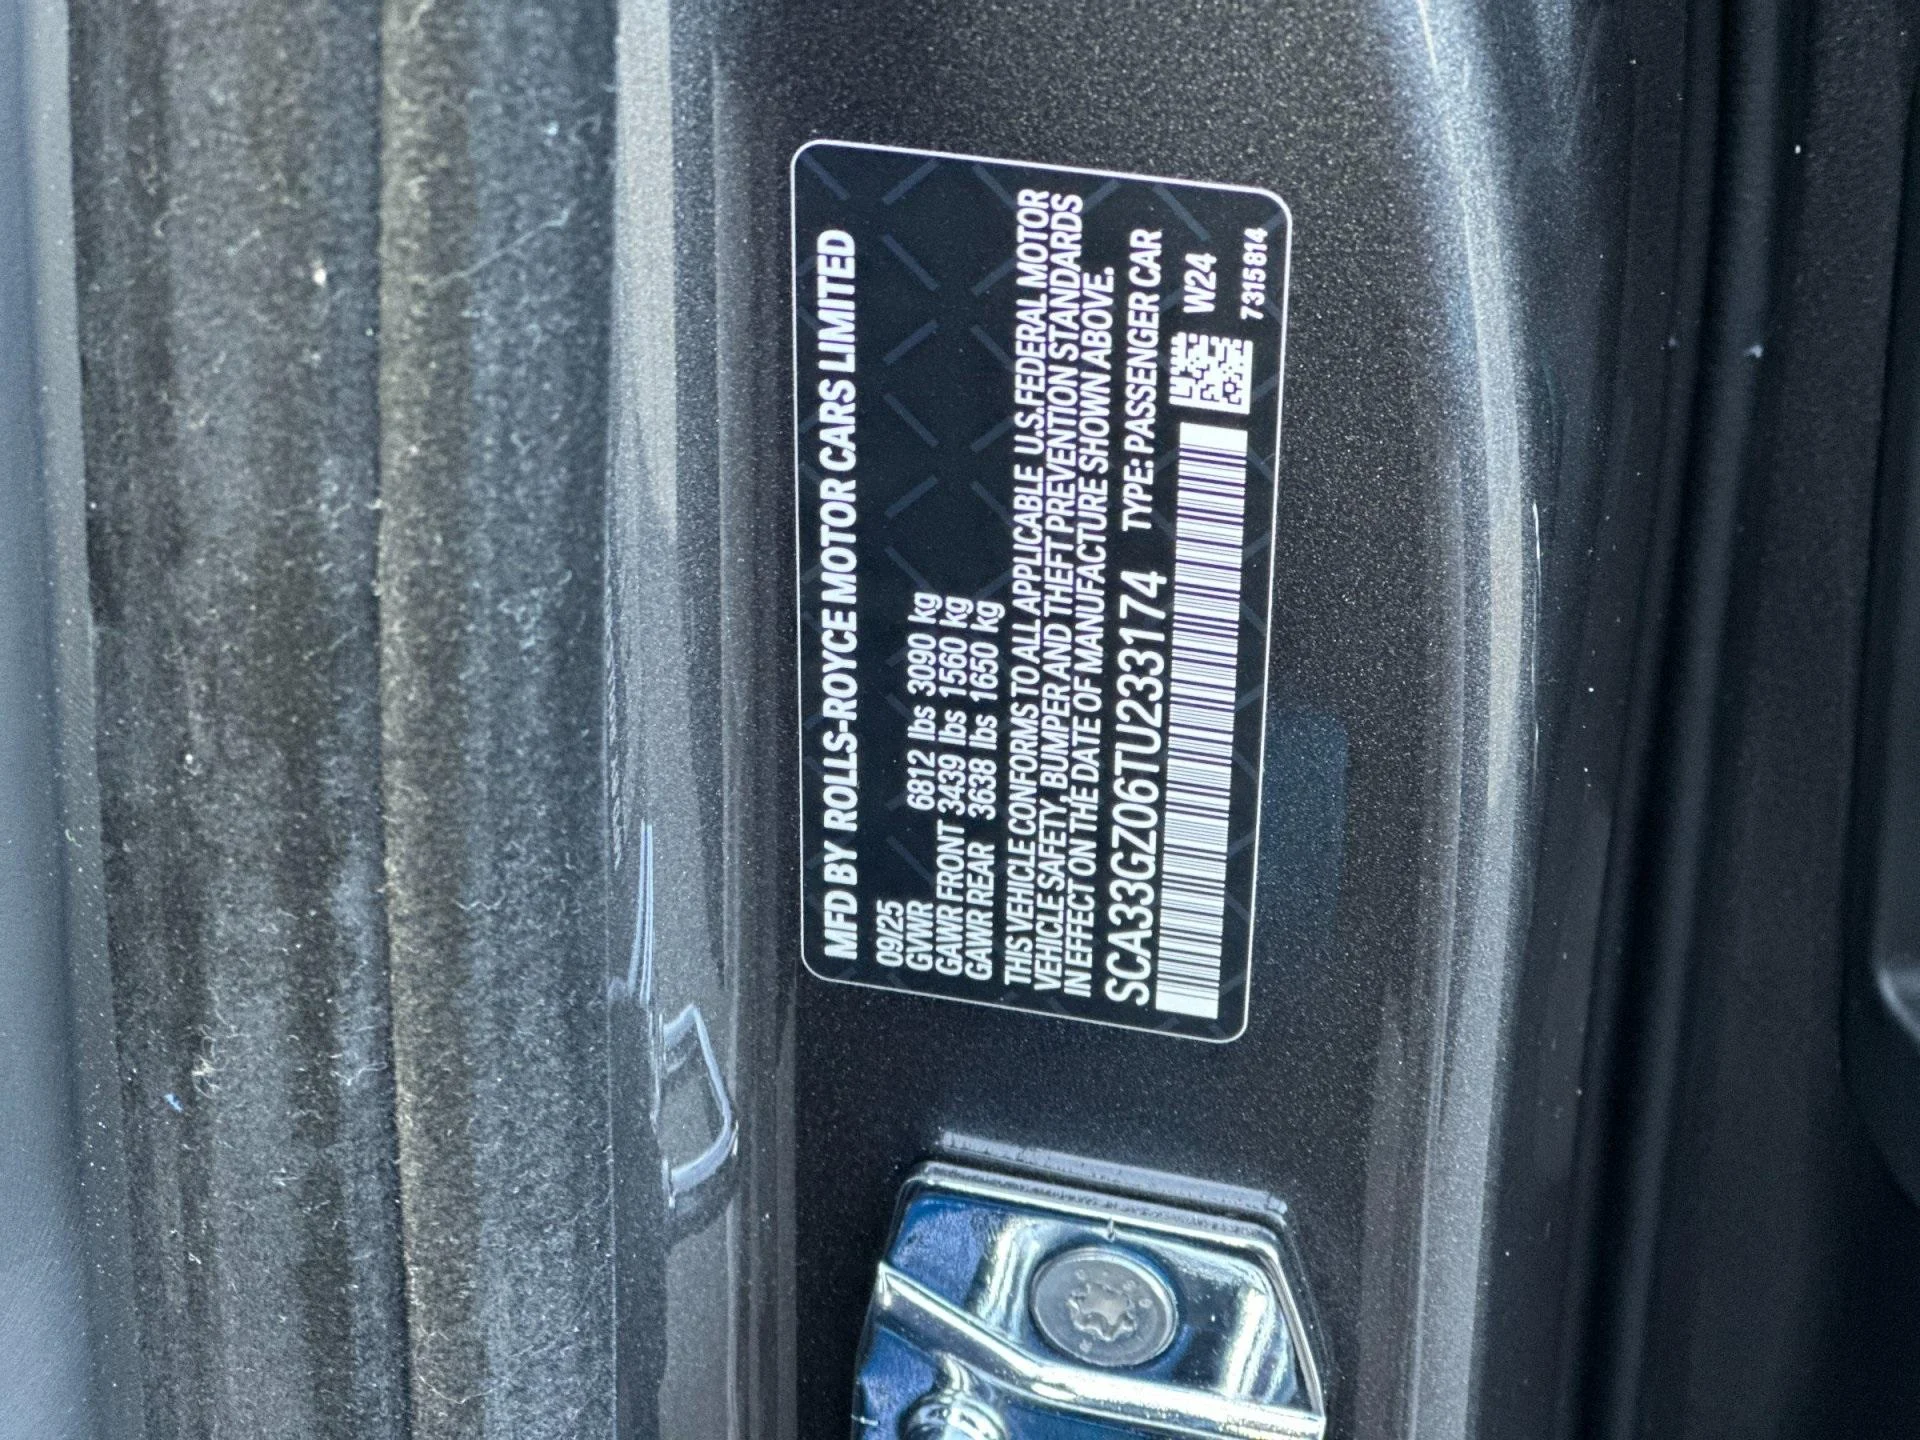 MFD BY ROLLS-ROYCE MOTOR CARS LIMITED
09/25
GVWR 6812 lbs 3090 kg
GAWR FRONT 3439 lbs 1560 kg
GAWR REAR 3638 lbs 1650 kg
THIS VEHICLE CONFORMS TO ALL APPLICABLE U.S.FEDERAL MOTOR
VEHICLE SAFETY, BUMPER AND THEFT PREVENTION STANDARDS
IN EFFECT ON THE DATE OF MANUFACTURE SHOWN ABOVE.
SCA33GZ06TU233174 TYPE: PASSENGER CAR
W24
7315814